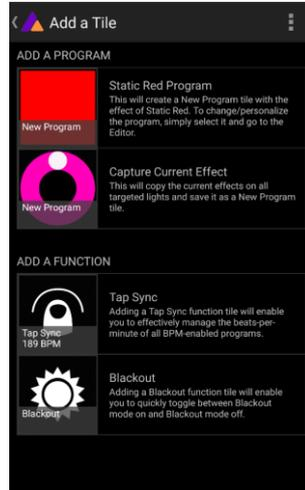 Add a Tile
ADD A PROGRAM
New Program
Static Red Program
This will create a New Program tile with the
effect of Static Red. To change/personalize
the program, simply select it and go to the
Editor.
New Program
Capture Current Effect
This will copy the current effects on all
targeted lights and save it as a New Program
tile.
ADD A FUNCTION
Tap Sync
189 BPM
Tap Sync
Adding a Tap Sync function tile will enable
you to effectively manage the beats-per-
minute of all BPM-enabled programs.
Blackout
Blackout
Adding a Blackout function tile will enable
you to quickly toggle between Blackout
mode on and Blackout mode off.